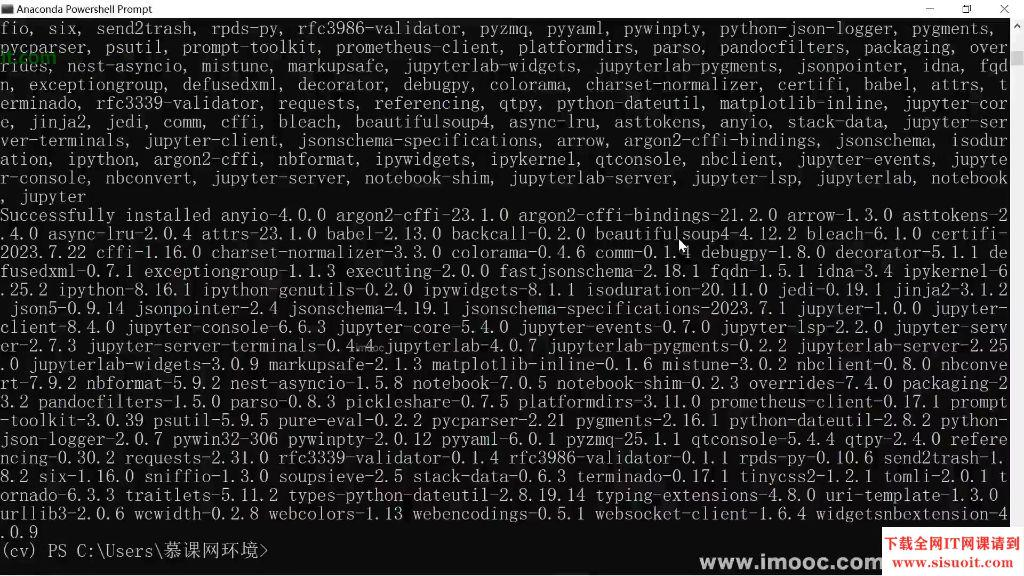 Anaconda Powershell Prompt
fio, six, send2trash, rpds-py, rfc3986-validator, pyzmq, pyyaml, pywinpty, python-json-logger, pygments,
pycparser, psutil, prompt-toolkit, prometheus-client, platformdirs, parso, pandocfilters, packaging, over
it.com
rides, nest-asyncio, mistune, markupsafe, jupyterlab-widgets, jupyterlab-pygments, jsonpointer, idna, fqd
n, exceptiongroup, defusedxml, decorator, debugpy, colorama, charset-normalizer, certifi, babel, attrs, t
erminado, rfc3339-validator, requests, referencing, qtpy, python-dateutil, matplotlib-inline, jupyter-cor
e, jinja2, jedi, comm, cffi, bleach, beautifulsoup4, async-lru, asttokens, anyio, stack-data, jupyter-ser
ver-terminals, jupyter-client, jsonschema-specifications, arrow, argon2-cffi-bindings, jsonschema, isodur
ation, ipython, argon2-cffi, nbformat, ipywidgets, ipykernel, qtconsole, nbclient, jupyter-events, jupyte
r-console, nbconvert, jupyter-server, notebook-shim, jupyterlab-server, jupyter-lsp, jupyterlab, notebook
, jupyter
Successfully installed anyio-4.0.0 argon2-cffi-23.1.0 argon2-cffi-bindings-21.2.0 arrow-1.3.0 asttokens-2
.4.0 async-lru-2.0.4 attrs-23.1.0 babel-2.13.0 backcall-0.2.0 beautifulsoup4-4.12.2 bleach-6.1.0 certifi-
2023.7.22 cffi-1.16.0 charset-normalizer-3.3.0 colorama-0.4.6 comm-0.1.4 debugpy-1.8.0 decorator-5.1.1 de
fusedxml-0.7.1 exceptiongroup-1.1.3 executing-2.0.0 fastjsonschema-2.18.1 fqdn-1.5.1 idna-3.4 ipykernel-6
.25.2 ipython-8.16.1 ipython-genutils-0.2.0 ipywidgets-8.1.1 isoduration-20.11.0 jedi-0.19.1 jinja2-3.1.2
json5-0.9.14 jsonpointer-2.4 jsonschema-4.19.1 jsonschema-specifications-2023.7.1 jupyter-1.0.0 jupyter-
client-8.4.0 jupyter-console-6.6.3 jupyter-core-5.4.0 jupyter-events-0.7.0 jupyter-lsp-2.2.0 jupyter-serv
er-2.7.3 jupyter-server-terminals-0.4.4 jupyterlab-4.0.7 jupyterlab-pygments-0.2.2 jupyterlab-server-2.25
.0 jupyterlab-widgets-3.0.9 markupsafe-2.1.3 matplotlib-inline-0.1.6 mistune-3.0.2 nbclient-0.8.0 nbconve
rt-7.9.2 nbformat-5.9.2 nest-asyncio-1.5.8 notebook-7.0.5 notebook-shim-0.2.3 overrides-7.4.0 packaging-2
3.2 pandocfilters-1.5.0 parso-0.8.3 pickleshare-0.7.5 platformdirs-3.11.0 prometheus-client-0.17.1 prompt
-toolkit-3.0.39 psutil-5.9.5 pure-eval-0.2.2 pycparser-2.21 pygments-2.16.1 python-dateutil-2.8.2 python-
json-logger-2.0.7 pywin32-306 pywinpty-2.0.12 pyyaml-6.0.1 pyzmq-25.1.1 qtconsole-5.4.4 qtpy-2.4.0 refere
ncing-0.30.2 requests-2.31.0 rfc3339-validator-0.1.4 rfc3986-validator-0.1.1 rpds-py-0.10.6 send2trash-1.
8.2 six-1.16.0 sniffio-1.3.0 soupsieve-2.5 stack-data-0.6.3 terminado-0.17.1 tinycss2-1.2.1 tomli-2.0.1 t
ornado-6.3.3 traitlets-5.11.2 types-python-dateutil-2.8.19.14 typing-extensions-4.8.0 uri-template-1.3.0
urllib3-2.0.6 wcwidth-0.2.8 webcolors-1.13 webencodings-0.5.1 websocket-client-1.6.4 widgetsnbextension-4
.0.9
(cv) PS C:\Users\慕课网环境>
www.imooc.com
下载全网IT网课请到
www.sisuoit.com